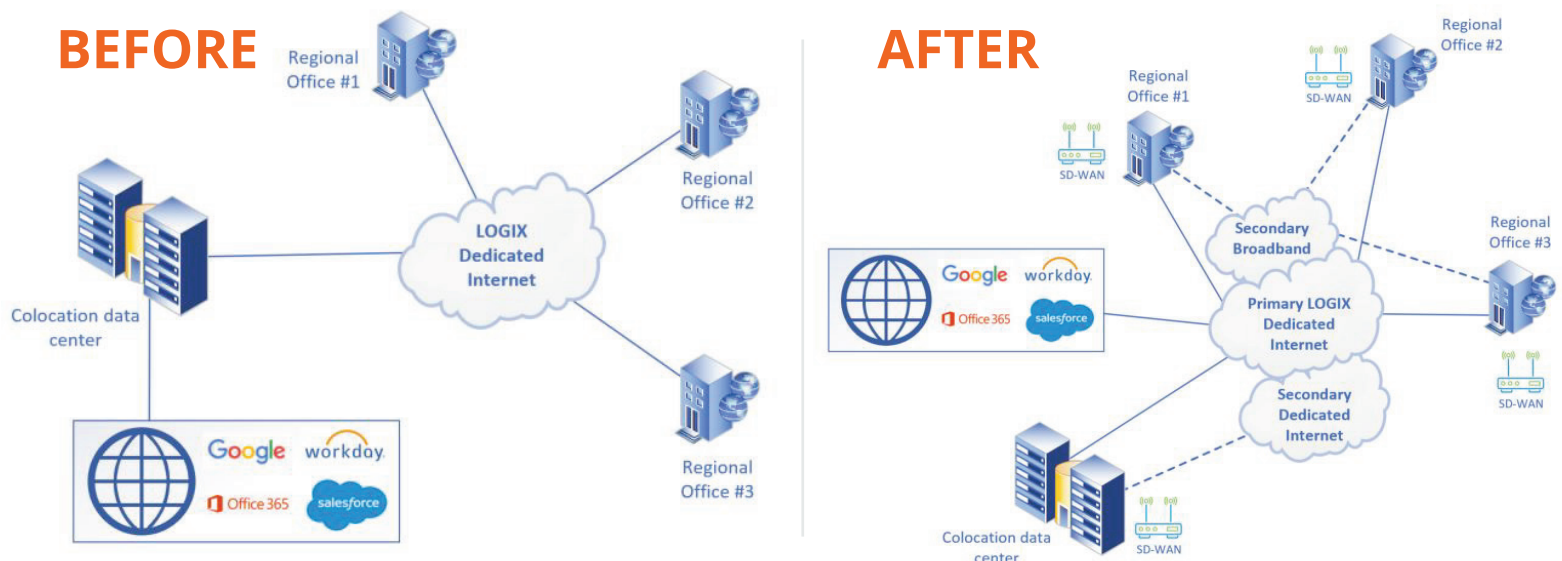 BEFORE
Regional
Office #1
Regional
Office #2
LOGIX
Dedicated
Internet
Colocation data
center
Google
workday.
Office 365
salesforce
Regional
Office #3
AFTER
Regional
Office #2
SD-WAN
Regional
Office #1
SD-WAN
Secondary
Broadband
Regional
Office #3
Google
workday.
Office 365
salesforce
Primary LOGIX
Dedicated
Internet
SD-WAN
Secondary
Dedicated
Internet
Colocation data
center
SD-WAN